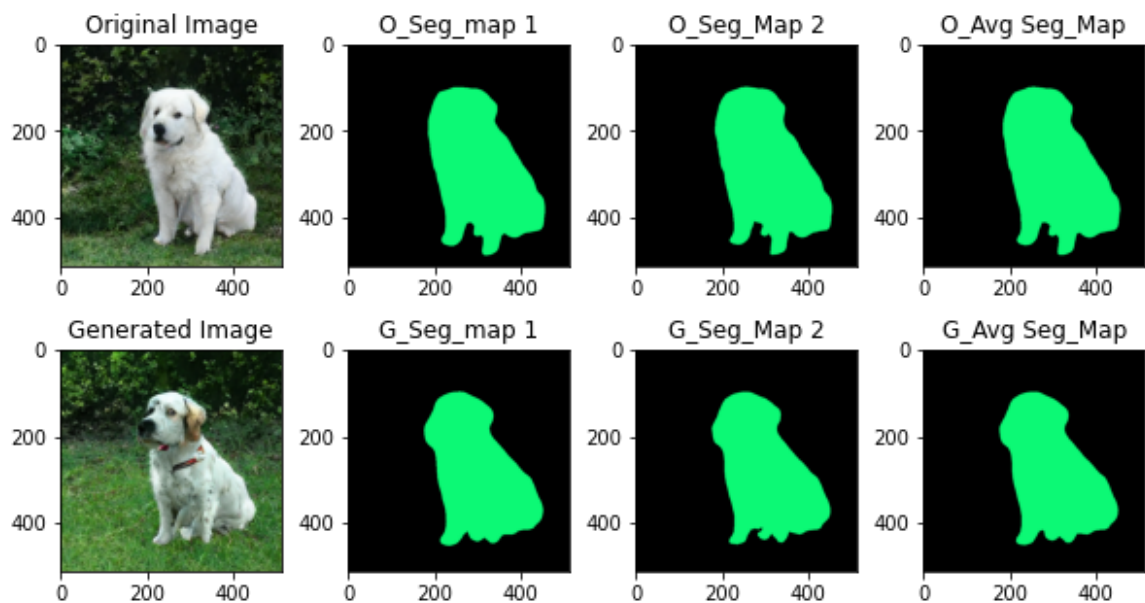 Original Image O_Seg_map 1 O_Seg_Map 2 O_Avg Seg_Map
0 0 0 0
200 200 200 200
400 400 400 400
0 200 400 0 200 400 0 200 400 0 200 400
Generated Image G_Seg_map 1 G_Seg_Map 2 G_Avg Seg_Map
0 0 0 0
200 200 200 200
400 400 400 400
0 200 400 0 200 400 0 200 400 0 200 400